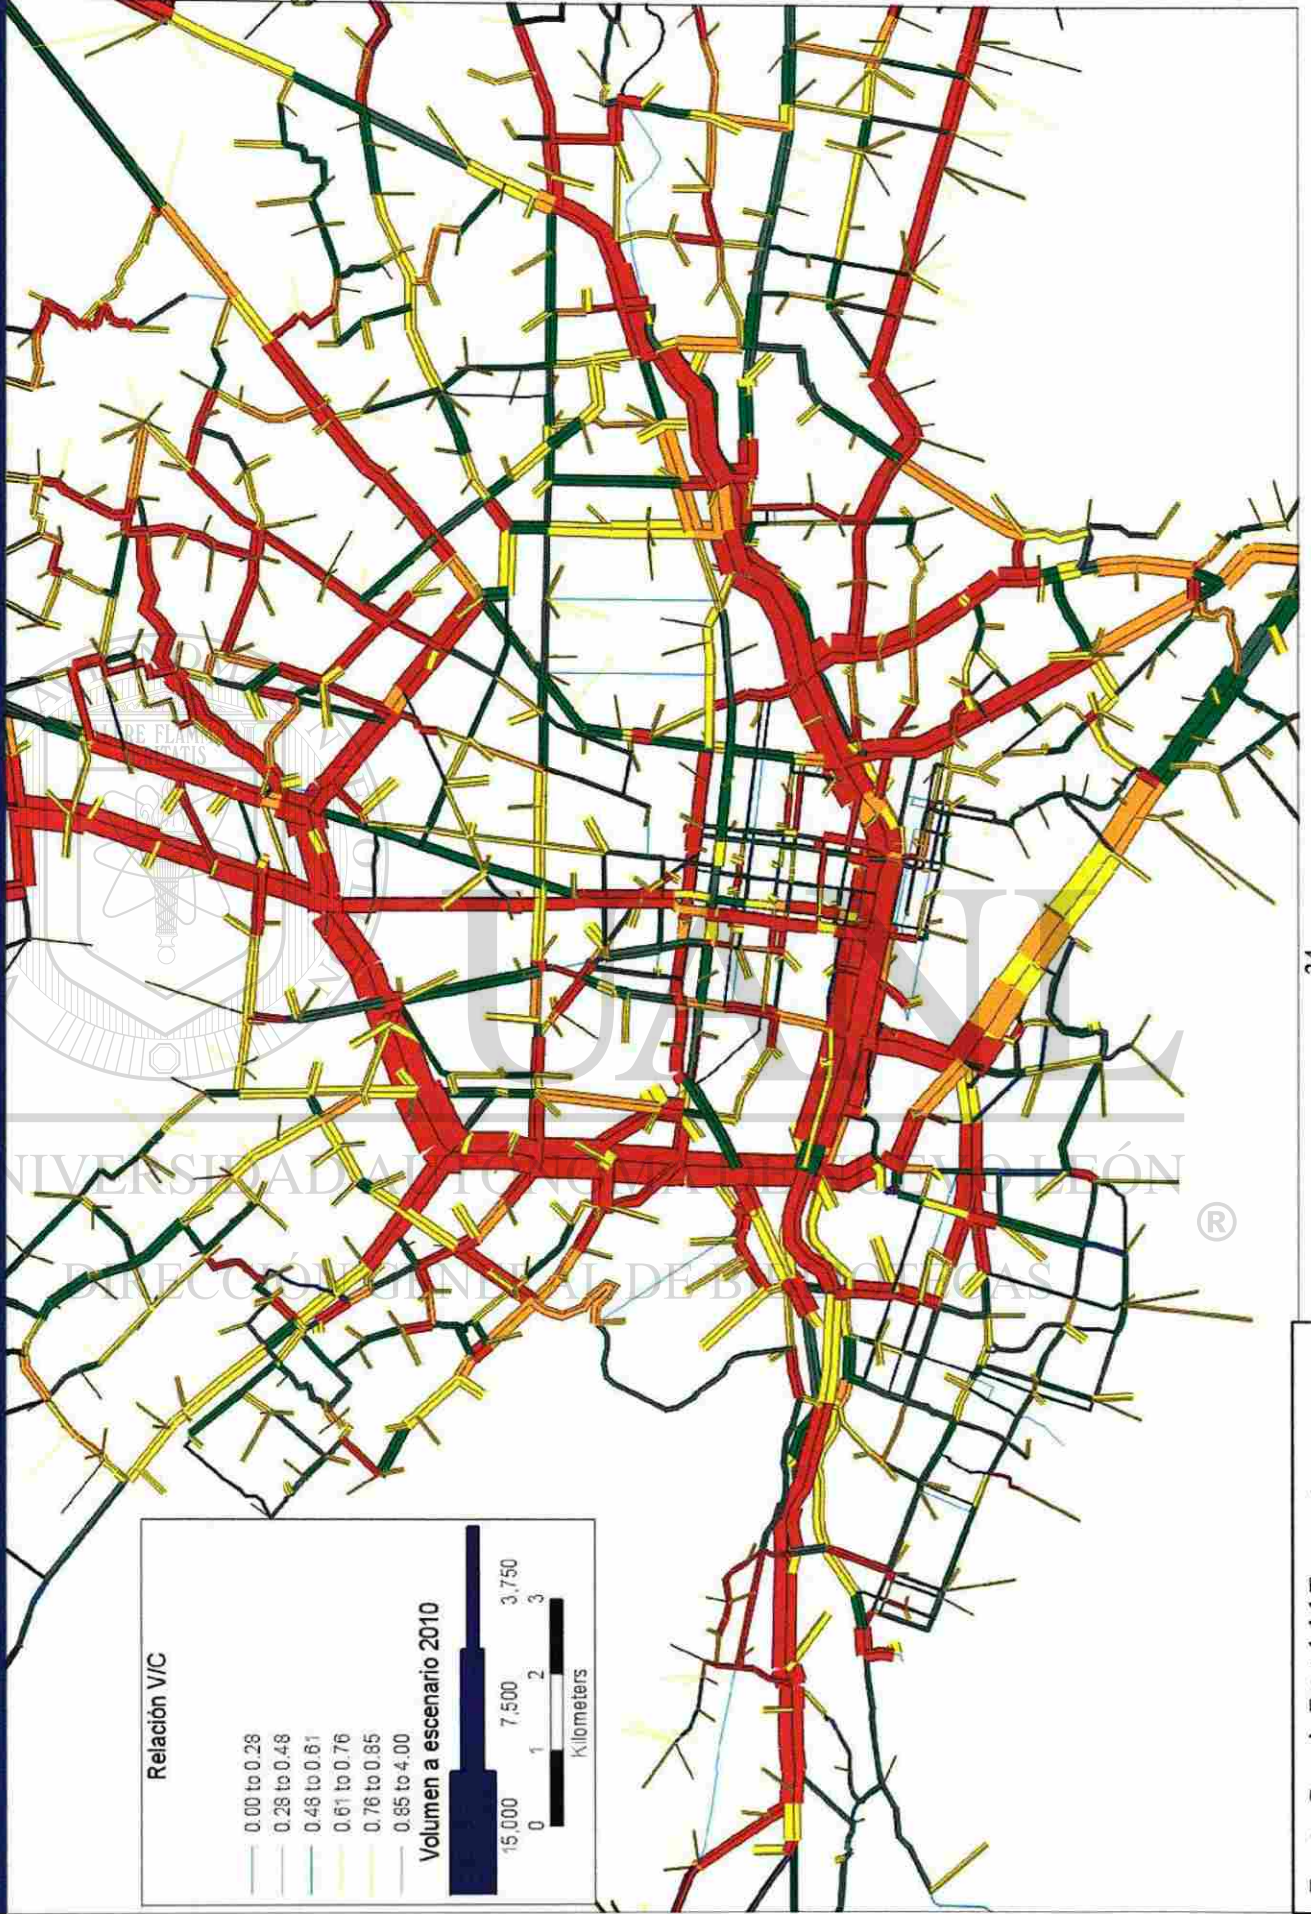 Relación V/C
0.00 to 0.28
0.28 to 0.48
0.48 to 0.61
0.61 to 0.76
0.76 to 0.85
0.85 to 4.00
Volumen a escenario 2010
15,000 7,500 3,750
0 1 2 3
Kilometers
UANL
UNIVERSIDAD AUTÓNOMA DE NUEVO LEÓN
®
DIRECCIÓN GENERAL DE BIBLIOTECAS
24